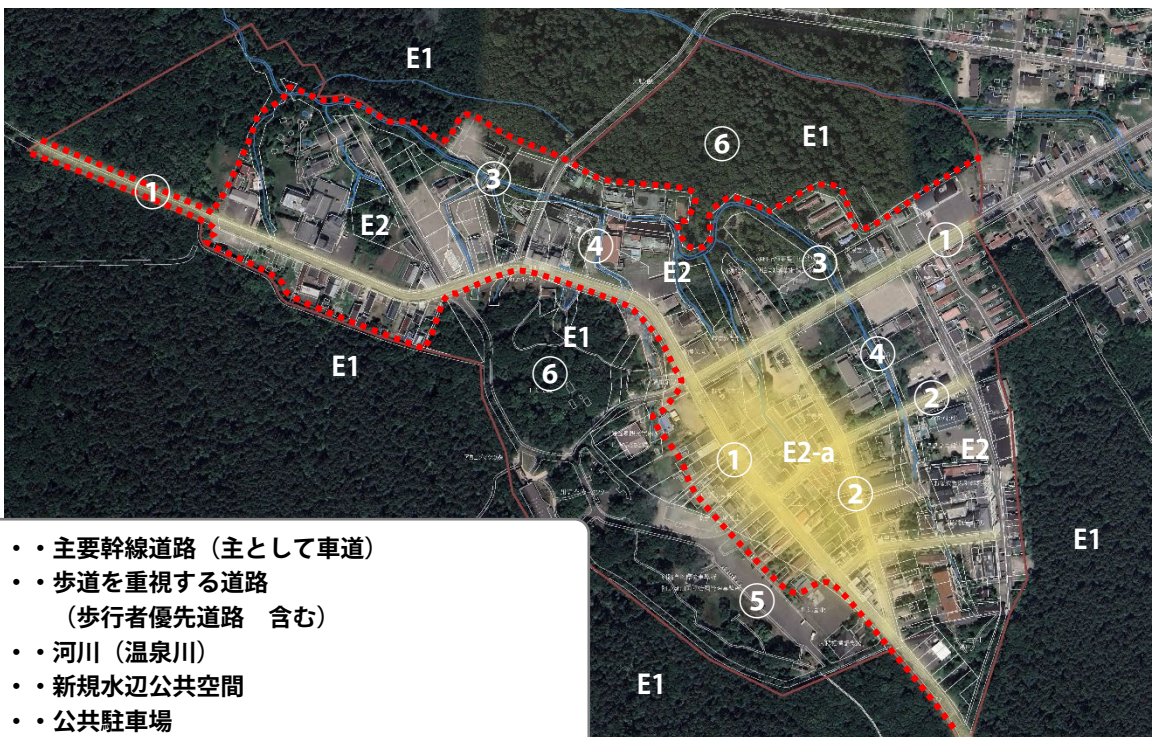 E1
⑥
E1
①
③
E2
④
E2
③
①
E1
E1
⑥
④
②
①
E2-a
②
E2
E1
⑤
E1
・・主要幹線道路（主として車道）
・・歩道を重視する道路
（歩行者優先道路　含む）
・・河川（温泉川）
・・新規水辺公共空間
・・公共駐車場